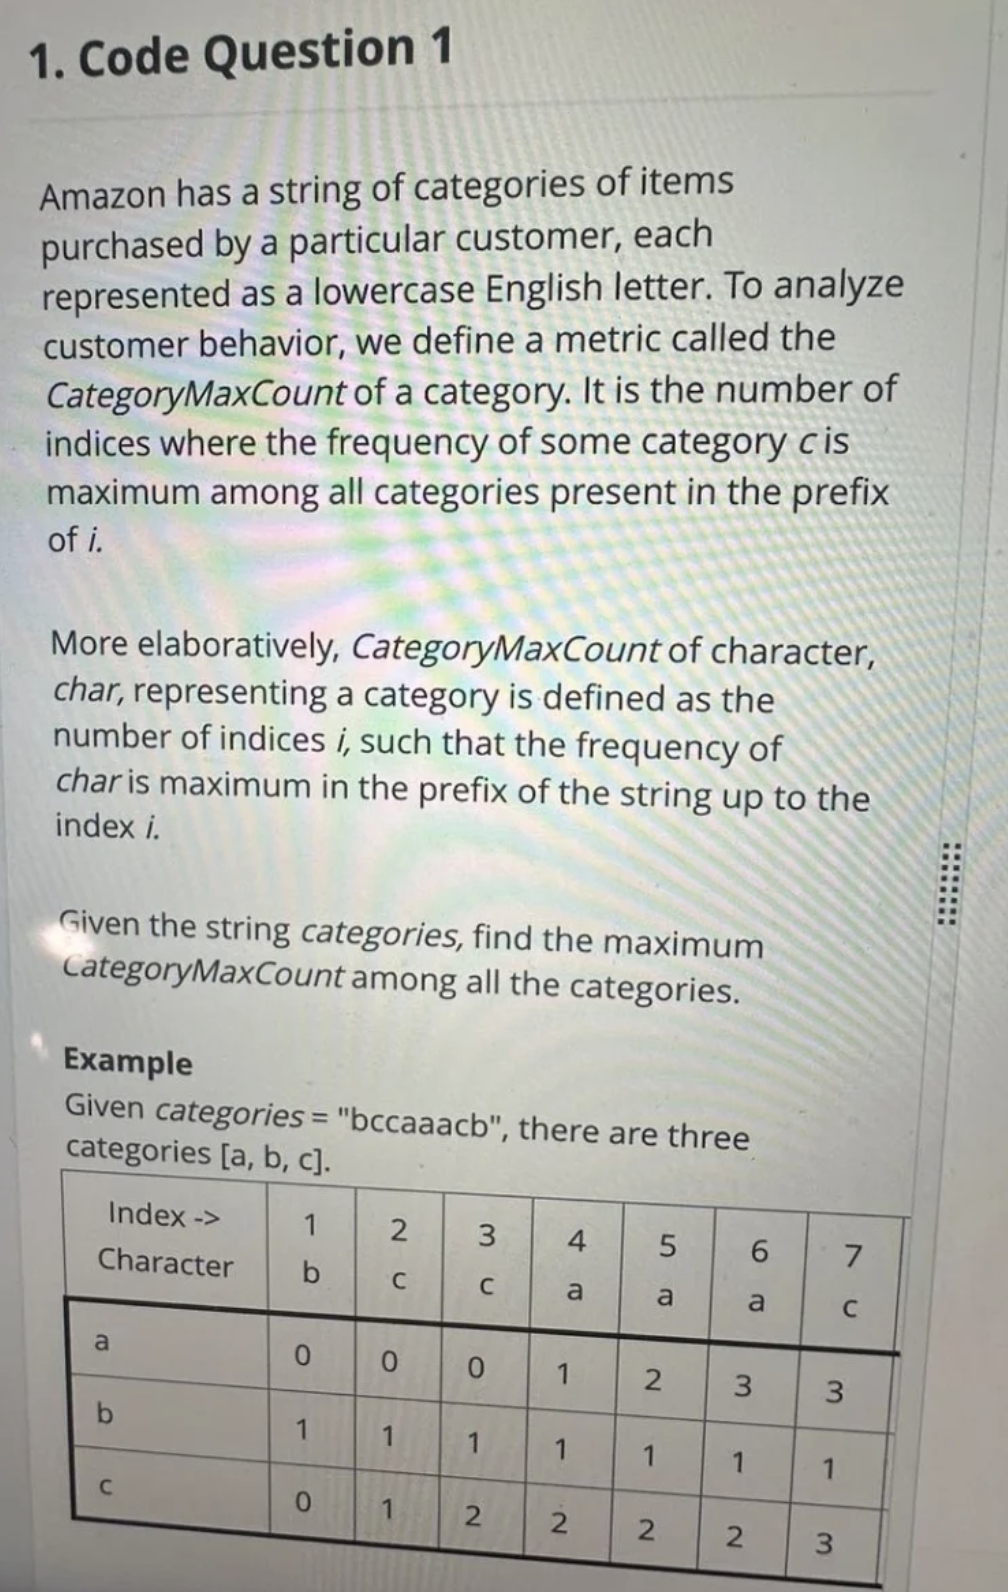 1. Code Question 1
Amazon has a string of categories of items
purchased by a particular customer, each
represented as a lowercase English letter. To analyze
customer behavior, we define a metric called the
CategoryMaxCount of a category. It is the number of
indices where the frequency of some category c is
maximum among all categories present in the prefix
of i.
More elaboratively, CategoryMaxCount of character,
char, representing a category is defined as the
number of indices i, such that the frequency of
char is maximum in the prefix of the string up to the
index i.
Given the string categories, find the maximum
CategoryMaxCount among all the categories.
Example
Given categories = "bccaaacb", there are three
categories [a, b, c].
Index -> 1 2 3 4 5 6 7
Character b c c a a a c
a 0 0 0 1 2 3 3
b 1 1 1 1 1 1 1
c 0 1 2 2 2 2 3